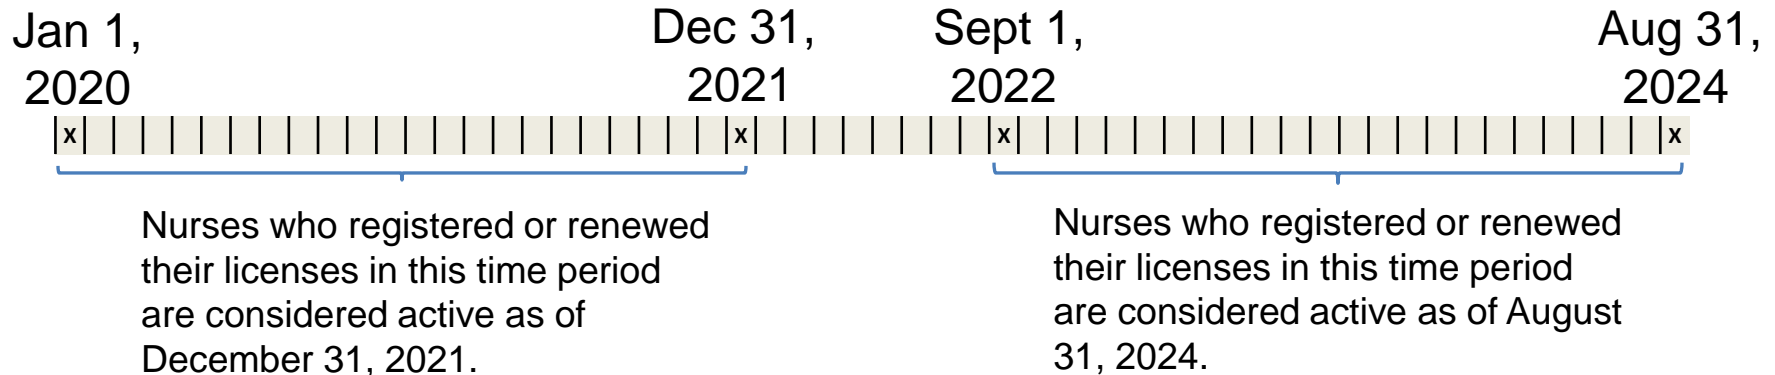 Jan 1,
2020
Dec 31,
2021
Sept 1,
2022
Aug 31,
2024
x
x
x
x
Nurses who registered or renewed
their licenses in this time period
are considered active as of
December 31, 2021.
Nurses who registered or renewed
their licenses in this time period
are considered active as of August
31, 2024.